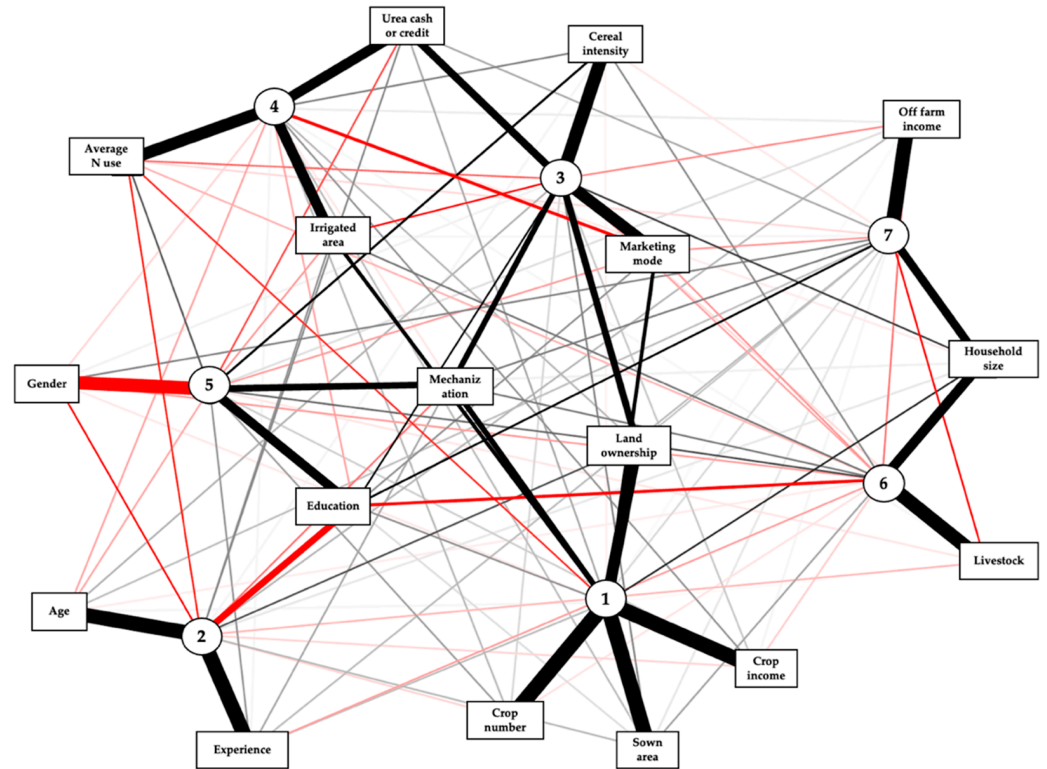 Urea cash
or credit
Cereal
intensity
4
Off farm
income
Average
N use
3
Irrigated
area
7
Marketing
mode
Household
size
Gender
5
Mechaniz
ation
Land
ownership
6
Education
Livestock
1
Age
2
Crop
income
Crop
number
Experience
Sown
area